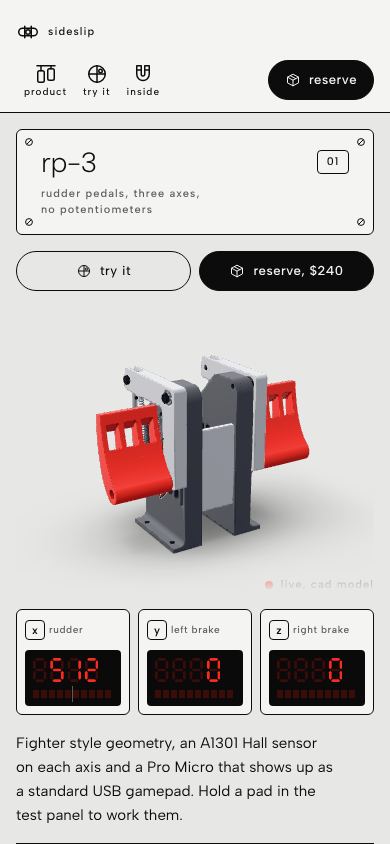 sideslip
product
try it
inside
reserve
rp-3
01
rudder pedals, three axes,
no potentiometers
try it
reserve, $240
live, cad model
x rudder
y left brake
z right brake
512
0
0
Fighter style geometry, an A1301 Hall sensor
on each axis and a Pro Micro that shows up as
a standard USB gamepad. Hold a pad in the
test panel to work them.